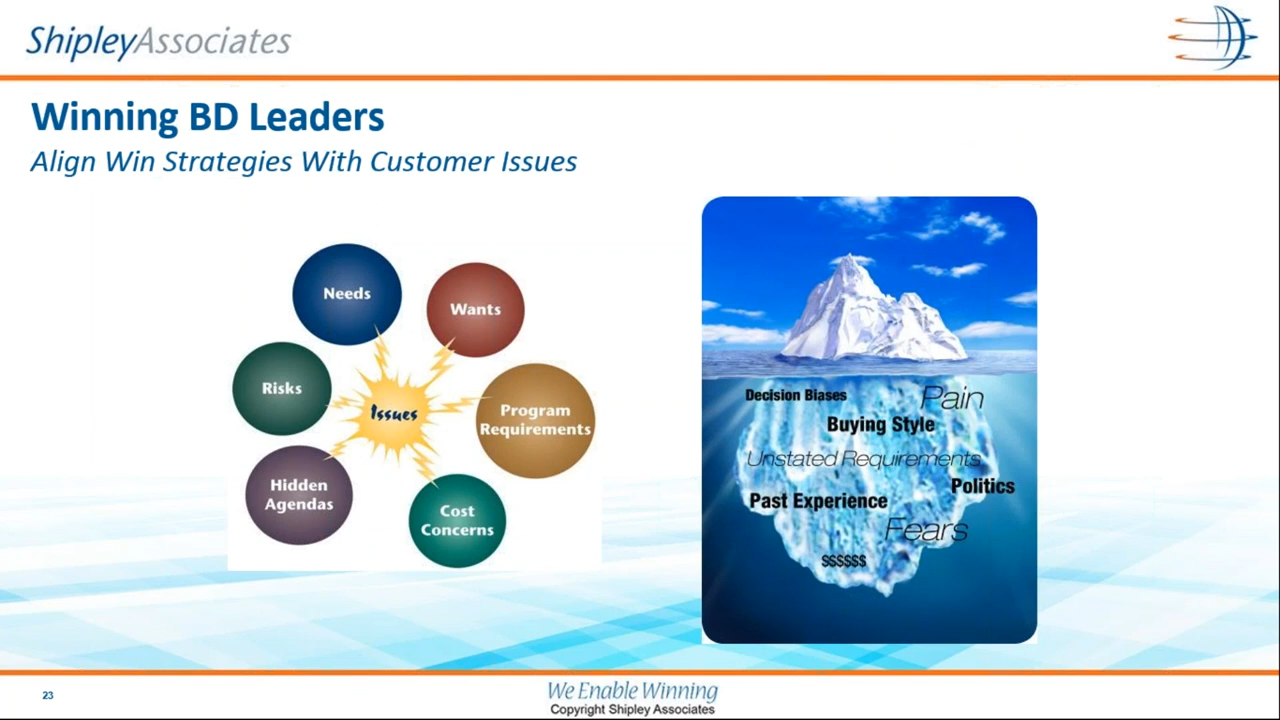 ShipleyAssociates
Winning BD Leaders
Align Win Strategies With Customer Issues
Needs
Wants
Risks
Issues
Program
Requirements
Hidden
Agendas
Cost
Concerns
Decision Biases
Pain
Buying Style
Unstated Requirements
Politics
Past Experience
Fears
$$$$$$
23
We Enable Winning
Copyright Shipley Associates